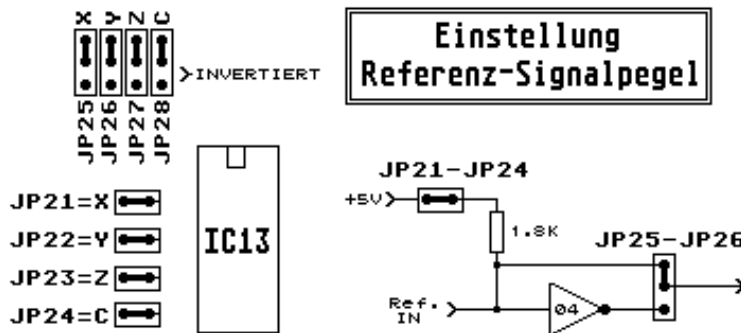 X Y Z C
INVERTIERT
JP25 JP26 JP27 JP28
Einstellung
Referenz-Signalpegel
JP21=X
JP22=Y
JP23=Z
JP24=C
IC13
JP21-JP24
+5V
1.8K
JP25-JP26
Ref.
IN
04